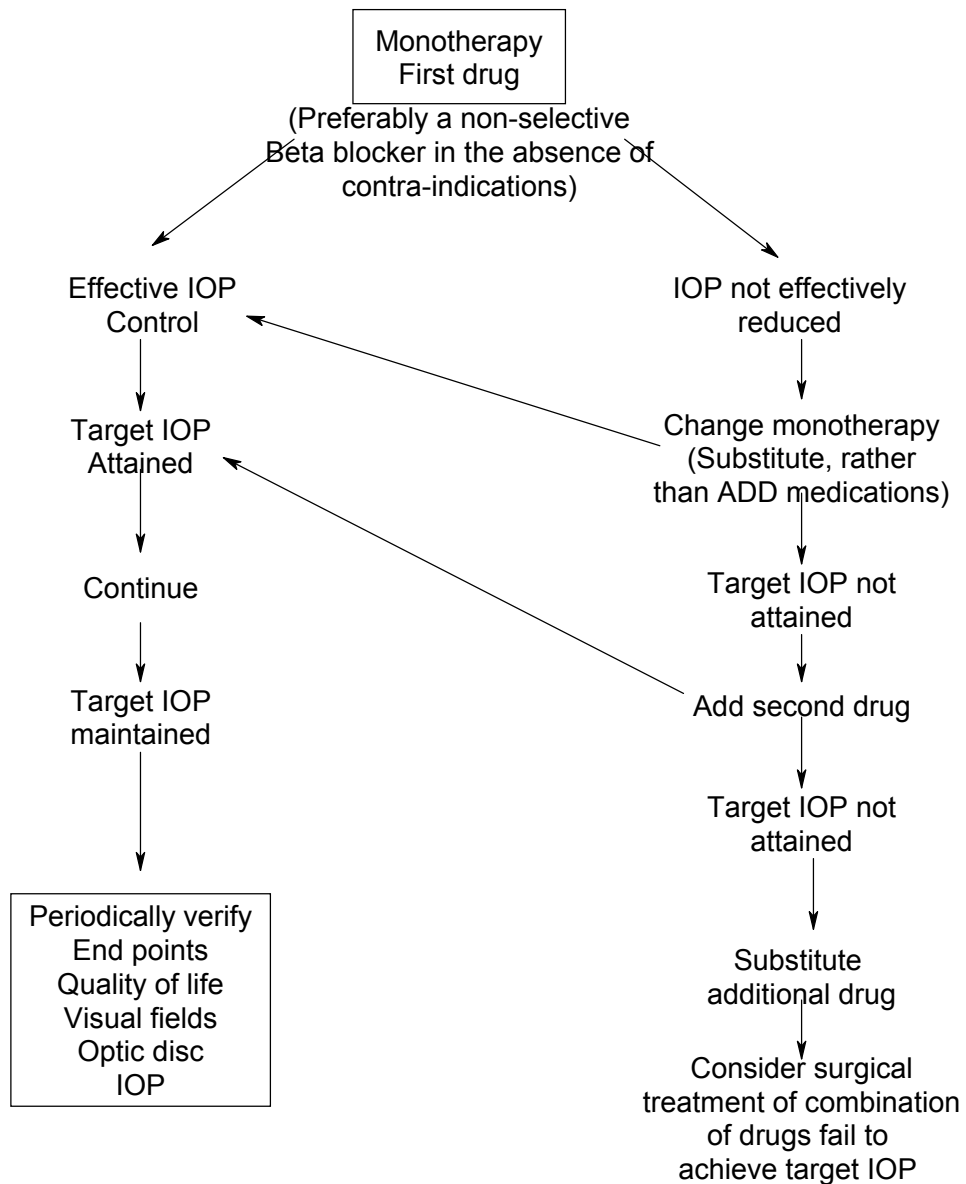 Monotherapy
First drug
(Preferably a non-selective
Beta blocker in the absence of
contra-indications)
Effective IOP
Control
Target IOP
Attained
Continue
Target IOP
maintained
Periodically verify
End points
Quality of life
Visual fields
Optic disc
IOP
IOP not effectively
reduced
Change monotherapy
(Substitute, rather
than ADD medications)
Target IOP not
attained
Add second drug
Target IOP not
attained
Substitute
additional drug
Consider surgical
treatment of combination
of drugs fail to
achieve target IOP